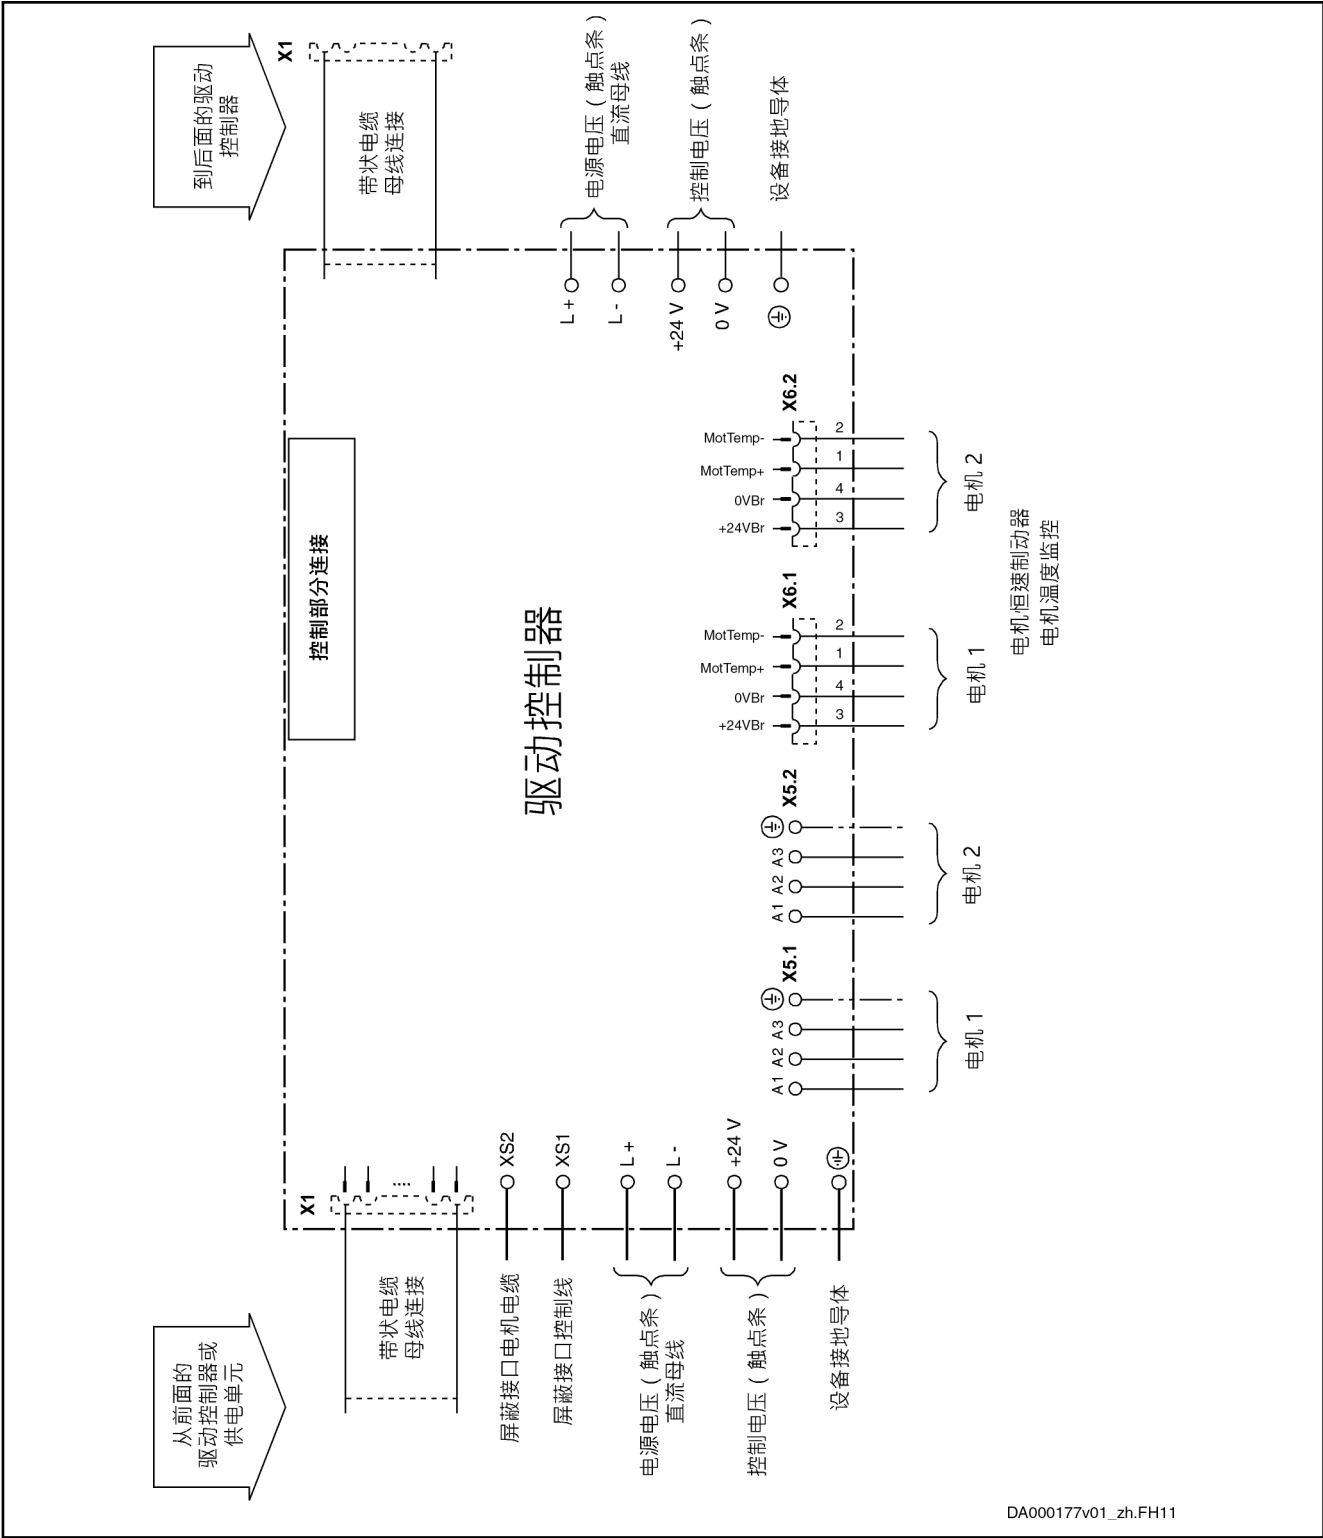 到后面的驱动
控制器
X1
带状电缆
母线连接
电源电压（触点条）
直流母线
控制电压（触点条）
设备接地导体
L +
L -
+24 V
0 V
控制部分连接
驱动控制器
X6.2
MotTemp- 2
MotTemp+ 1
0VBr 4
+24VBr 3
电机 2
X6.1
MotTemp- 2
MotTemp+ 1
0VBr 4
+24VBr 3
电机 1
电机恒速制动器
电机温度监控
X5.2
A3
A2
A1
电机 2
X5.1
A3
A2
A1
电机 1
X1
....
XS2
XS1
L +
L -
+24 V
0 V
从前面的
驱动控制器或
供电单元
带状电缆
母线连接
屏蔽接口电机电缆
屏蔽接口控制线
电源电压（触点条）
直流母线
控制电压（触点条）
设备接地导体
DA000177v01_zh.FH11